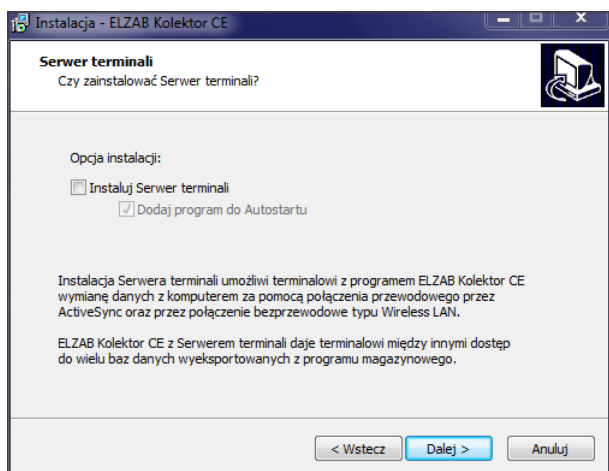 Instalacja - ELZAB Kolektor CE
Serwer terminali
Czy zainstalować Serwer terminali?
Opcja instalacji:
Instaluj Serwer terminali
Dodaj program do Autostartu
Instalacja Serwera terminali umożliwi terminalowi z programem ELZAB Kolektor CE
wymianę danych z komputerem za pomocą połączenia przewodowego przez
ActiveSync oraz przez połączenie bezprzewodowe typu Wireless LAN.
ELZAB Kolektor CE z Serwerem terminali daje terminalowi między innymi dostęp
do wielu baz danych wyeksportowanych z programu magazynowego.
< Wstecz Dalej > Anuluj